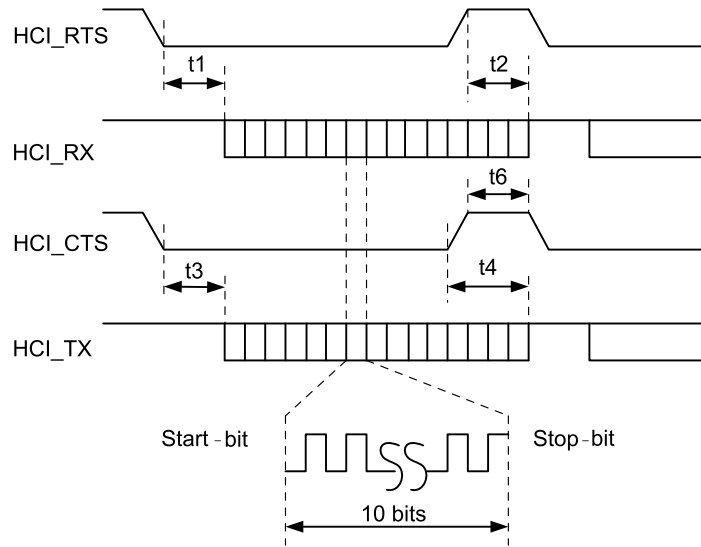 HCI_RTS
t1
t2
HCI_RX
t6
HCI_CTS
t3
t4
HCI_TX
Start-bit
Stop-bit
10 bits